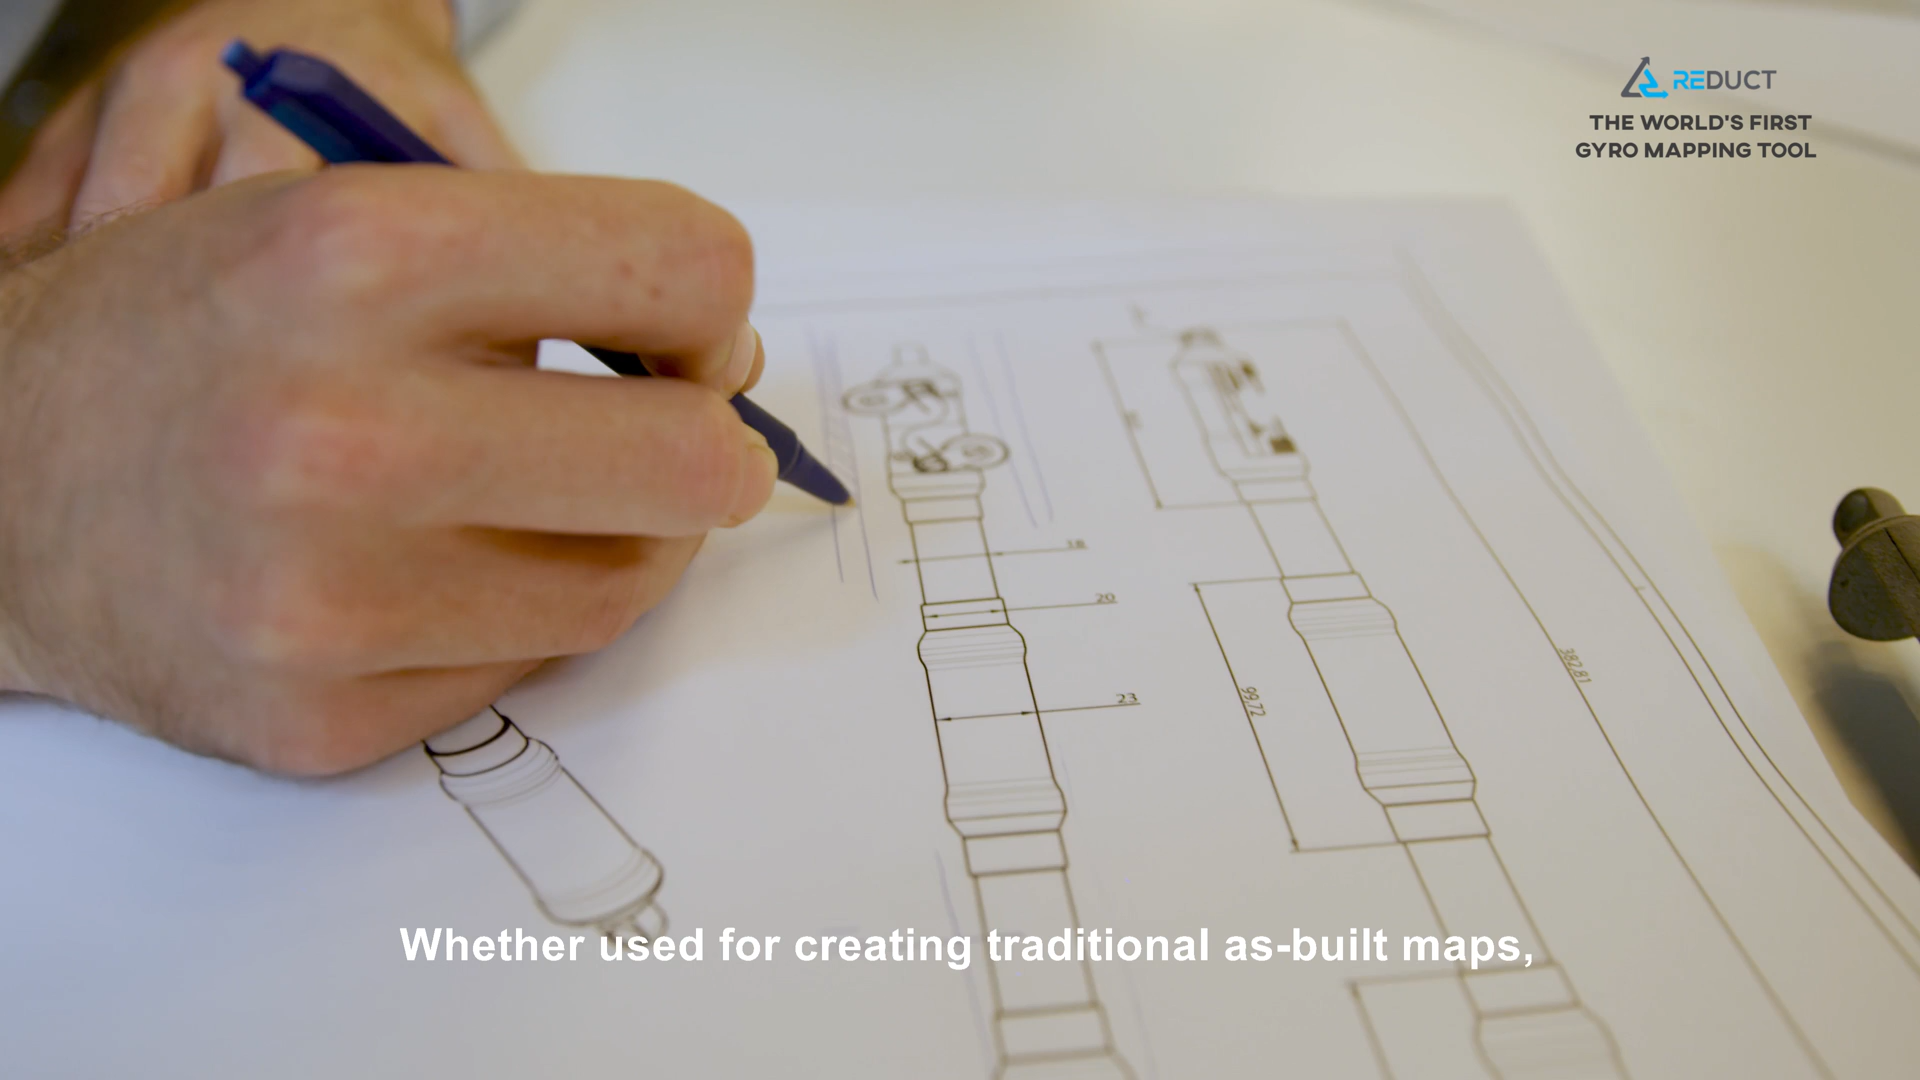 REDUCT
THE WORLD'S FIRST
GYRO MAPPING TOOL
18
20
23
99,72
382,81
Whether used for creating traditional as-built maps,